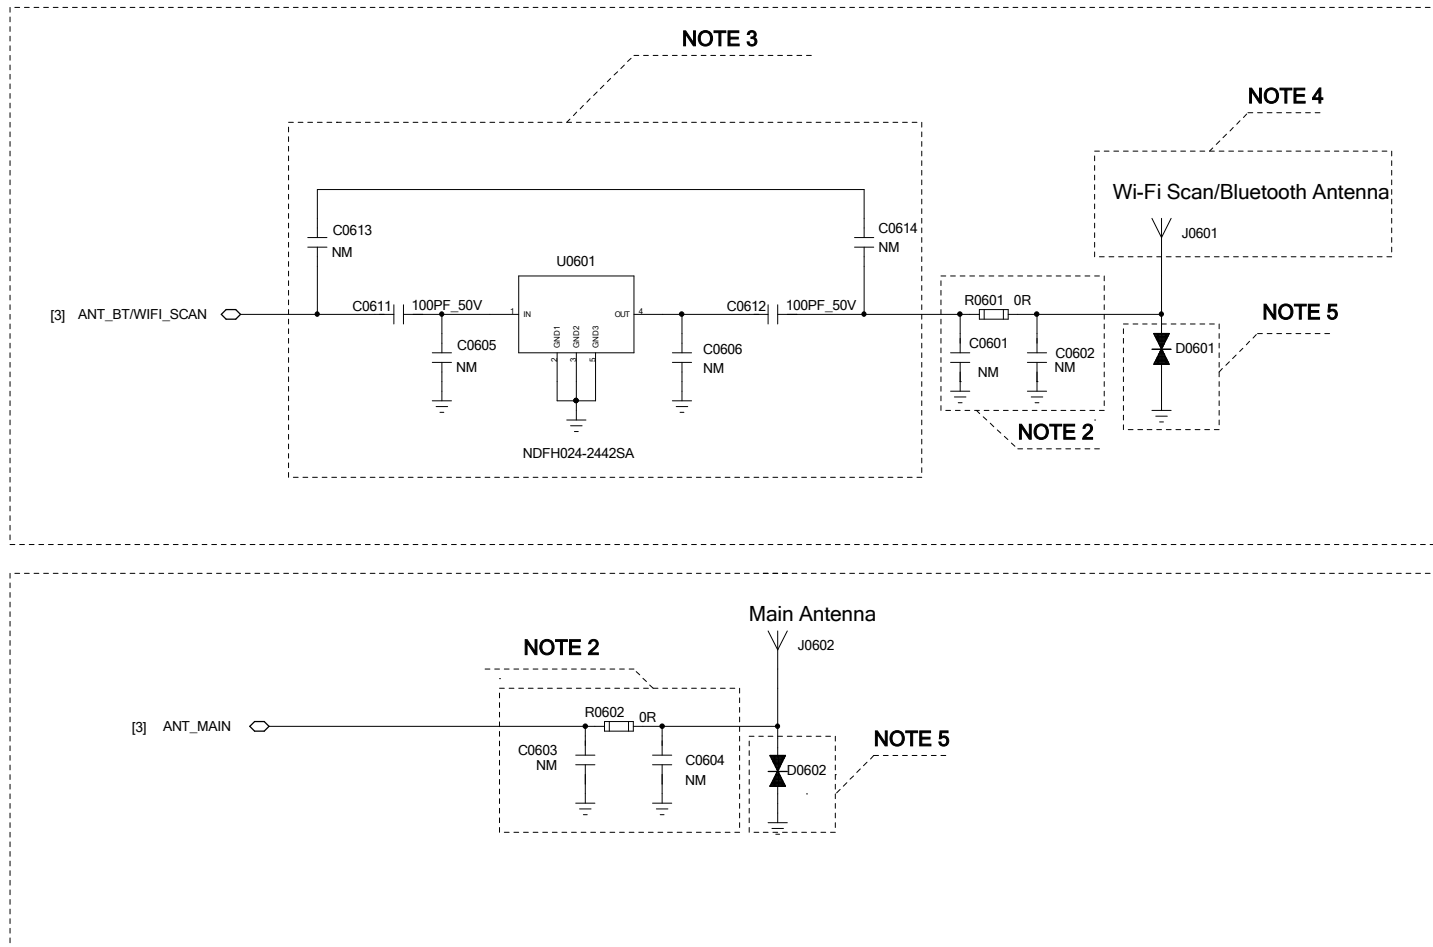 NOTE 3
NOTE 4
Wi-Fi Scan/Bluetooth Antenna
J0601
C0613
NM
C0614
NM
U0601
[3] ANT_BT/WIFI_SCAN
C0611 100PF_50V
1 IN
OUT 4
GND1
GND2
GND3
2
3
5
C0612 100PF_50V
R0601 0R
NOTE 5
C0605
NM
C0606
NM
C0601
NM
C0602
NM
D0601
NOTE 2
NDFH024-2442SA
Main Antenna
J0602
NOTE 2
[3] ANT_MAIN
R0602 0R
C0603
NM
C0604
NM
D0602
NOTE 5